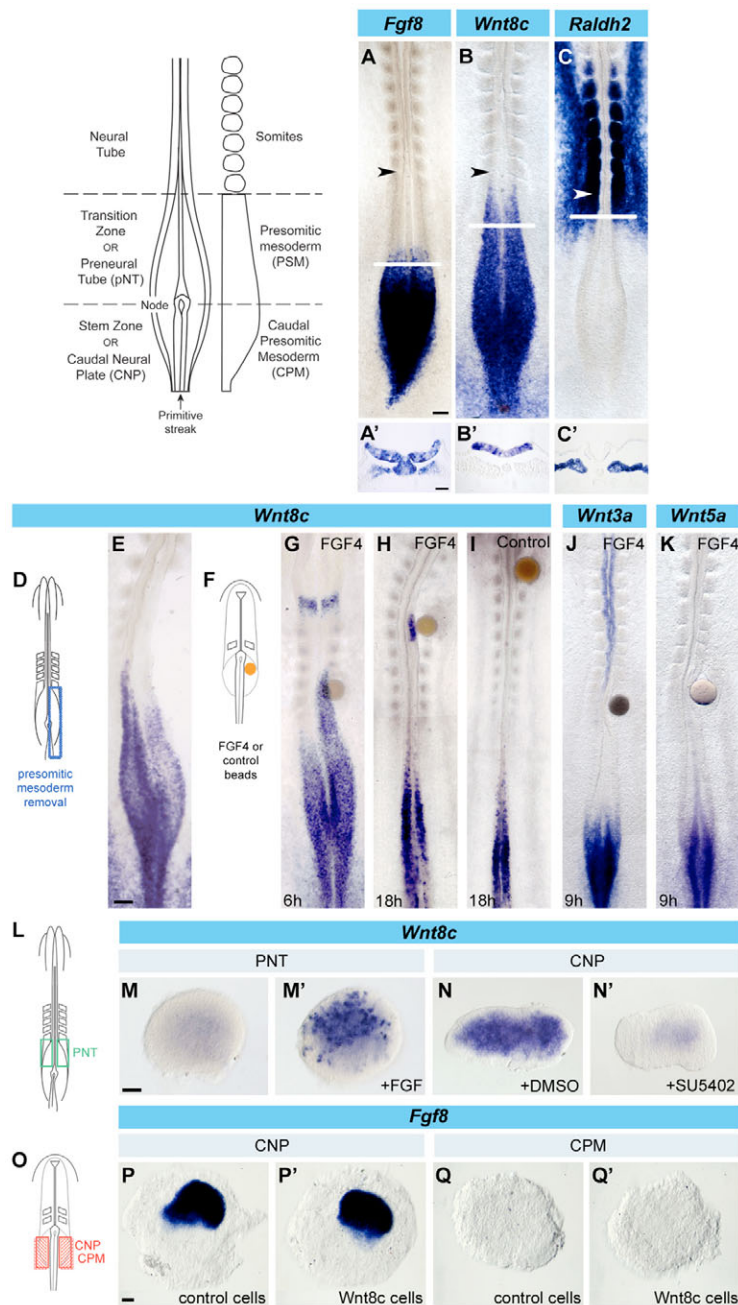 Fgf8 Wnt8c Raldh2
A B C
Neural
Tube
Somites
Transition
Zone
OR
Preneural
Tube (pNT)
Presomitic
mesoderm
(PSM)
Node
Stem Zone
OR
Caudal Neural
Plate (CNP)
Caudal
Presomitic
Mesoderm
(CPM)
Primitive
streak
A' B' C'
Wnt8c Wnt3a Wnt5a
D E F G FGF4 H FGF4 I Control J FGF4 K FGF4
presomitic
mesoderm
removal
FGF4 or
control
beads
6h 18h 18h 9h 9h
L
PNT
Wnt8c
PNT CNP
M M' N N'
+FGF +DMSO +SU5402
Fgf8
O
CNP
CPM
CNP CPM
P P' Q Q'
control cells Wnt8c cells control cells Wnt8c cells